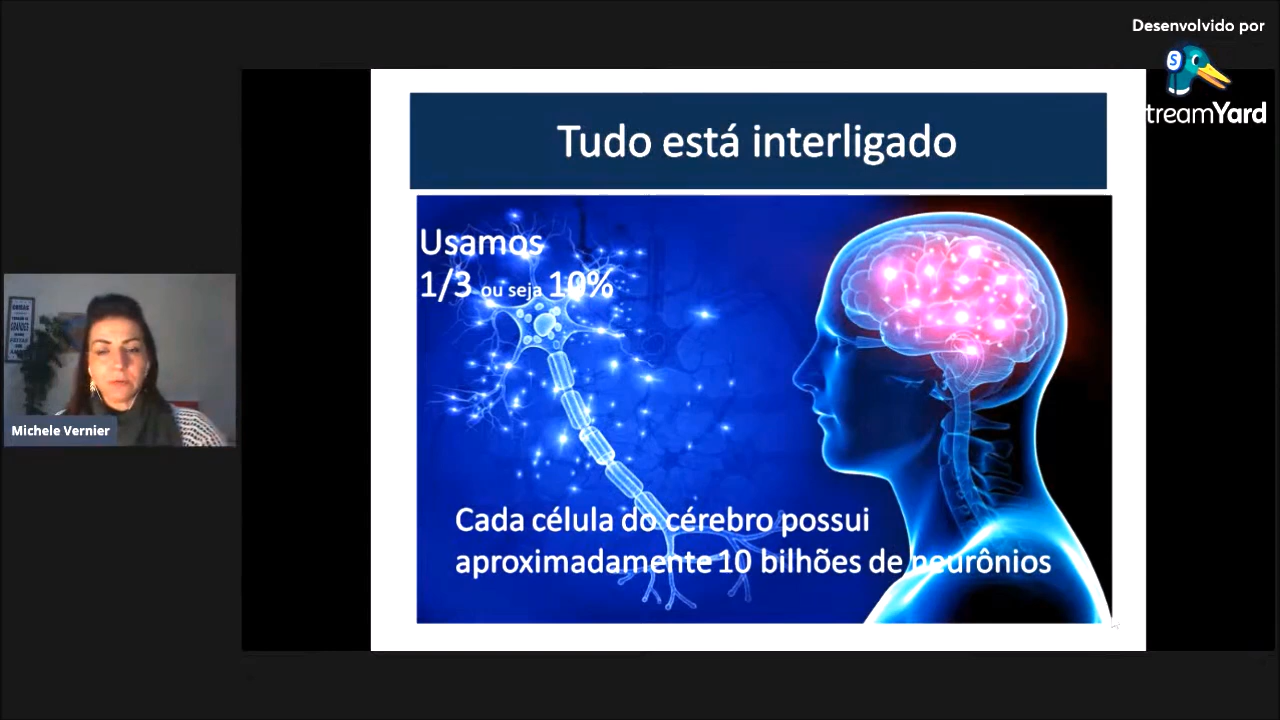 Desenvolvido por
treamYard
Tudo está interligado
Usamos
1/3 ou seja 10%
Michele Vernier
Cada célula do cérebro possui
aproximadamente 10 bilhões de neurônios